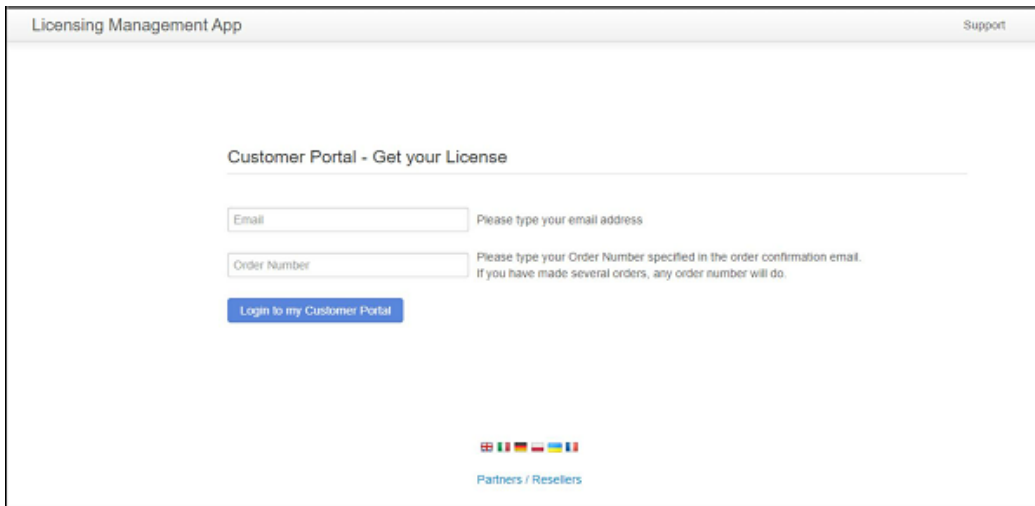 Licensing Management App
Support
Customer Portal - Get your License
Email
Please type your email address
Order Number
Please type your Order Number specified in the order confirmation email.
If you have made several orders, any order number will do.
Login to my Customer Portal
Partners / Resellers